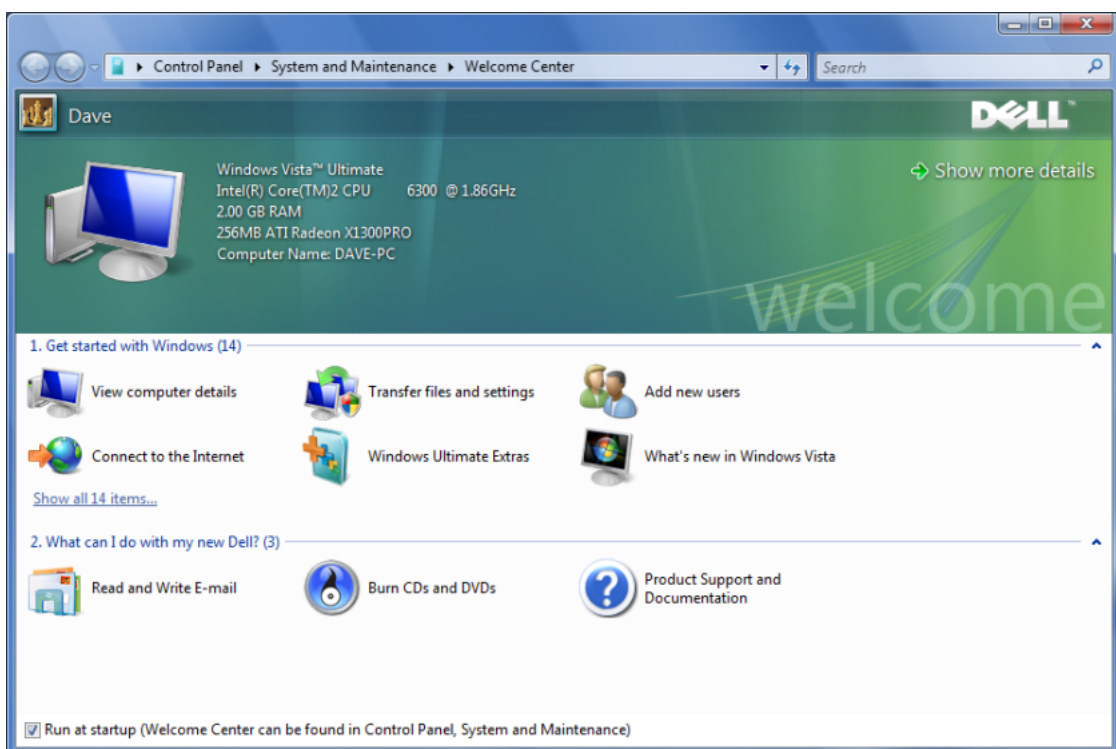 Control Panel ▸ System and Maintenance ▸ Welcome Center
Search
Dave
DELL™
Windows Vista™ Ultimate
Show more details
Intel(R) Core(TM)2 CPU 6300 @ 1.86GHz
2.00 GB RAM
256MB ATI Radeon X1300PRO
Computer Name: DAVE-PC
welcome
1. Get started with Windows (14)
View computer details
Transfer files and settings
Add new users
Connect to the Internet
Windows Ultimate Extras
What's new in Windows Vista
Show all 14 items...
2. What can I do with my new Dell? (3)
Read and Write E-mail
Burn CDs and DVDs
Product Support and
Documentation
Run at startup (Welcome Center can be found in Control Panel, System and Maintenance)